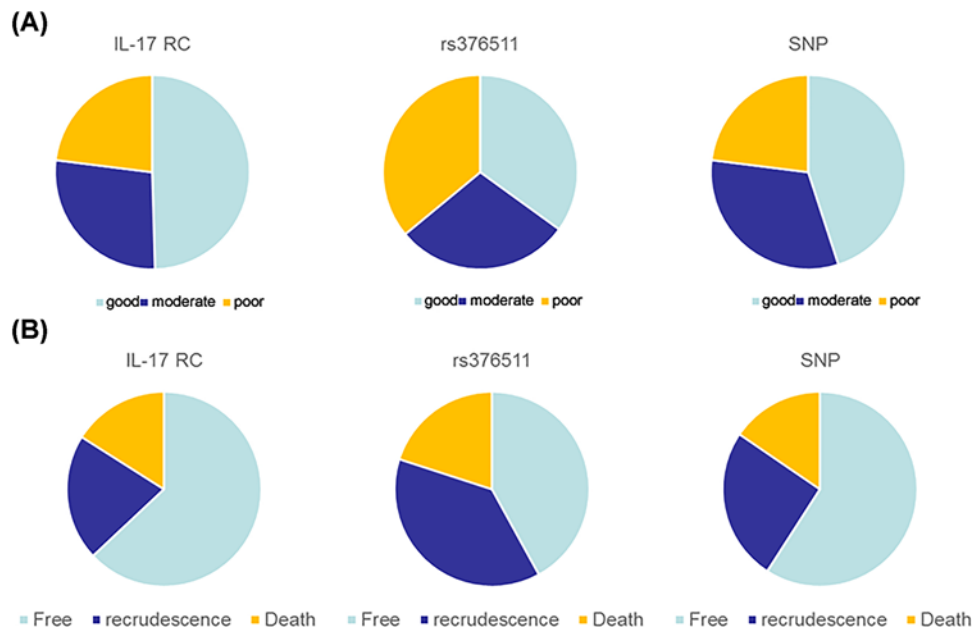 (A)
IL-17 RC rs376511 SNP
good moderate poor good moderate poor good moderate poor
(B)
IL-17 RC rs376511 SNP
Free recrudescence Death Free recrudescence Death Free recrudescence Death